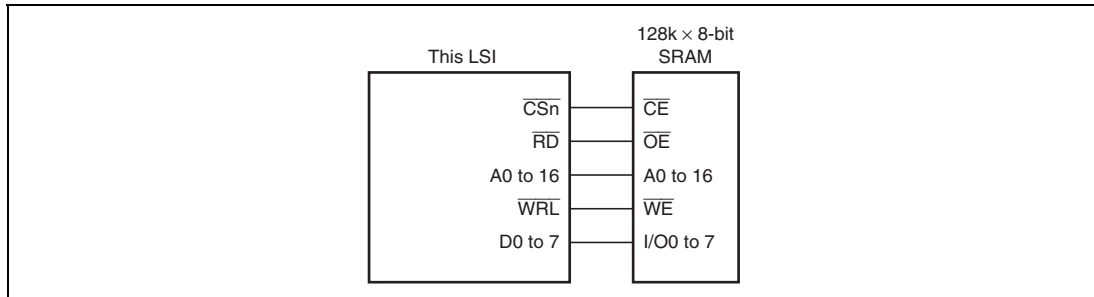 128k × 8-bit
This LSI SRAM
CSn CE
RD OE
A0 to 16 A0 to 16
WRL WE
D0 to 7 I/O0 to 7